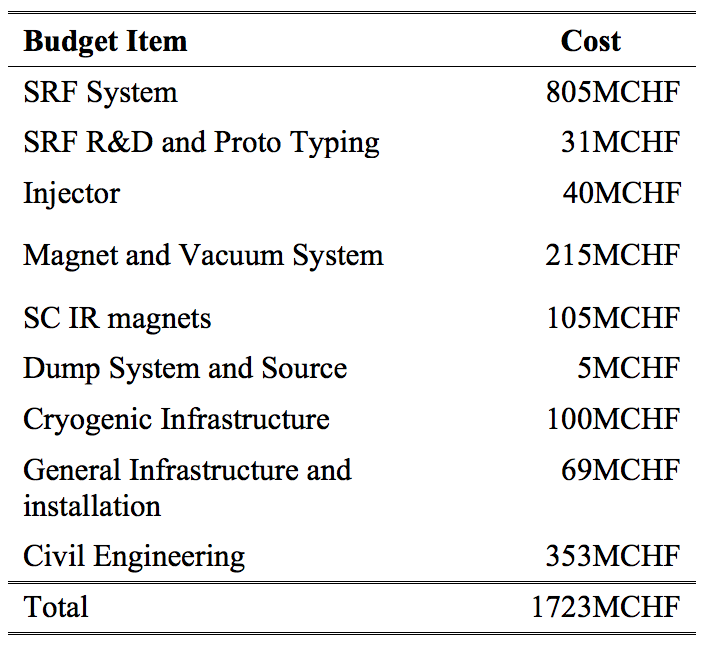 Budget Item Cost
SRF System 805MCHF
SRF R&D and Proto Typing 31MCHF
Injector 40MCHF
Magnet and Vacuum System 215MCHF
SC IR magnets 105MCHF
Dump System and Source 5MCHF
Cryogenic Infrastructure 100MCHF
General Infrastructure and 69MCHF
installation
Civil Engineering 353MCHF
Total 1723MCHF